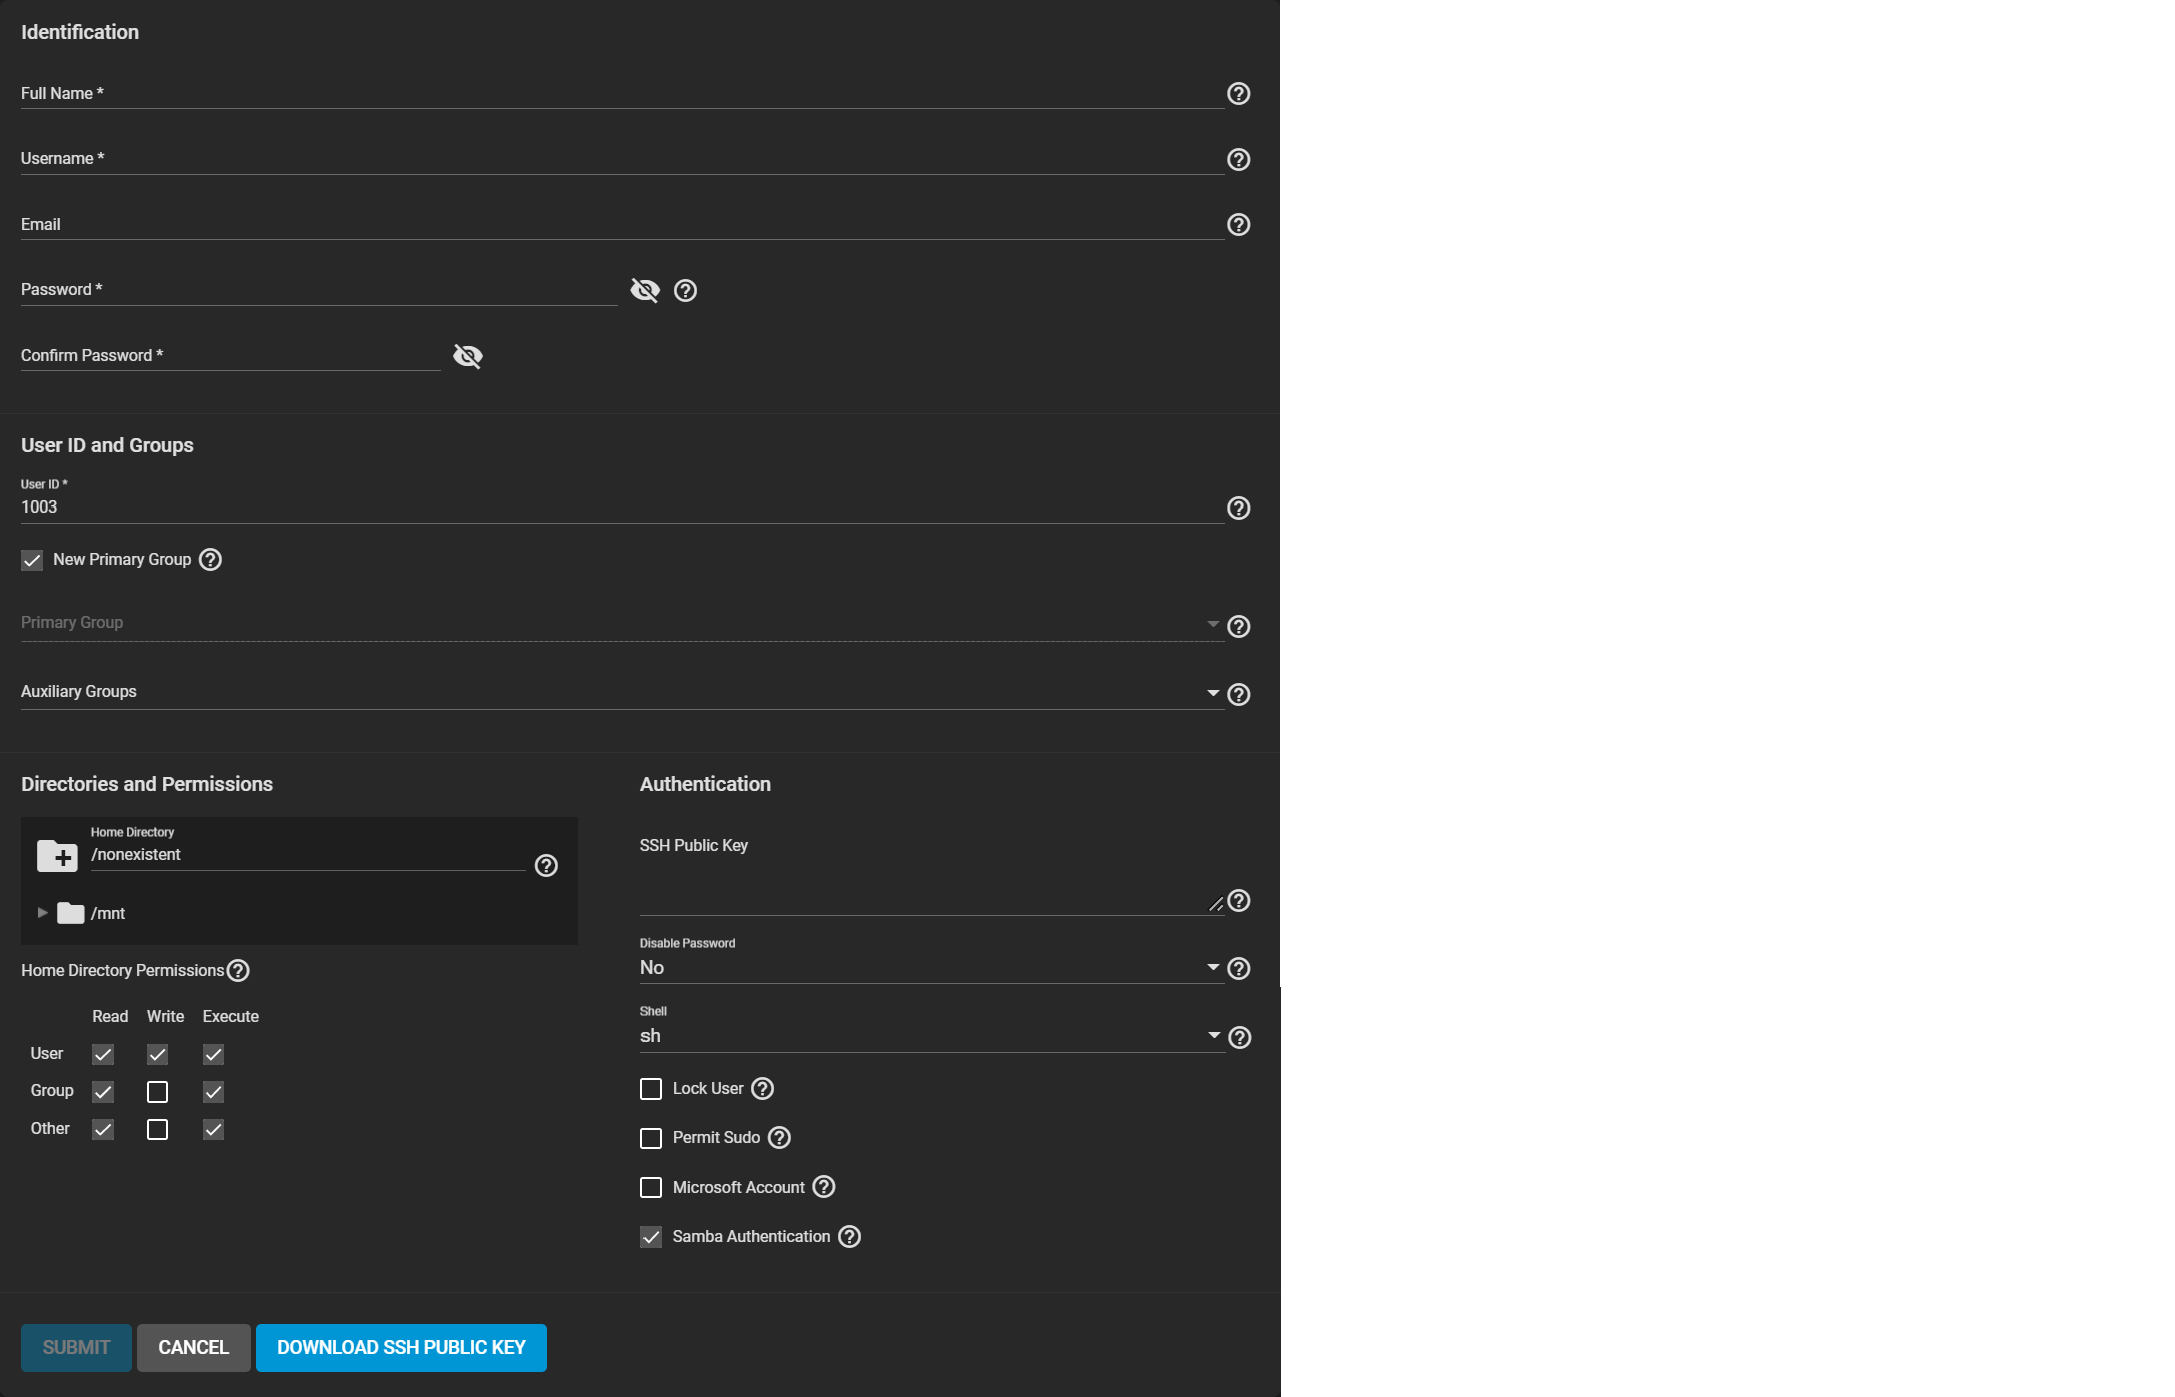 Identification
Full Name *
Username *
Email
Password *
Confirm Password *
User ID and Groups
User ID *
1003
New Primary Group
Primary Group
Auxiliary Groups
Directories and Permissions
Home Directory
/nonexistent
/mnt
Home Directory Permissions
Read Write Execute
User
Group
Other
Authentication
SSH Public Key
Disable Password
No
Shell
sh
Lock User
Permit Sudo
Microsoft Account
Samba Authentication
SUBMIT CANCEL DOWNLOAD SSH PUBLIC KEY